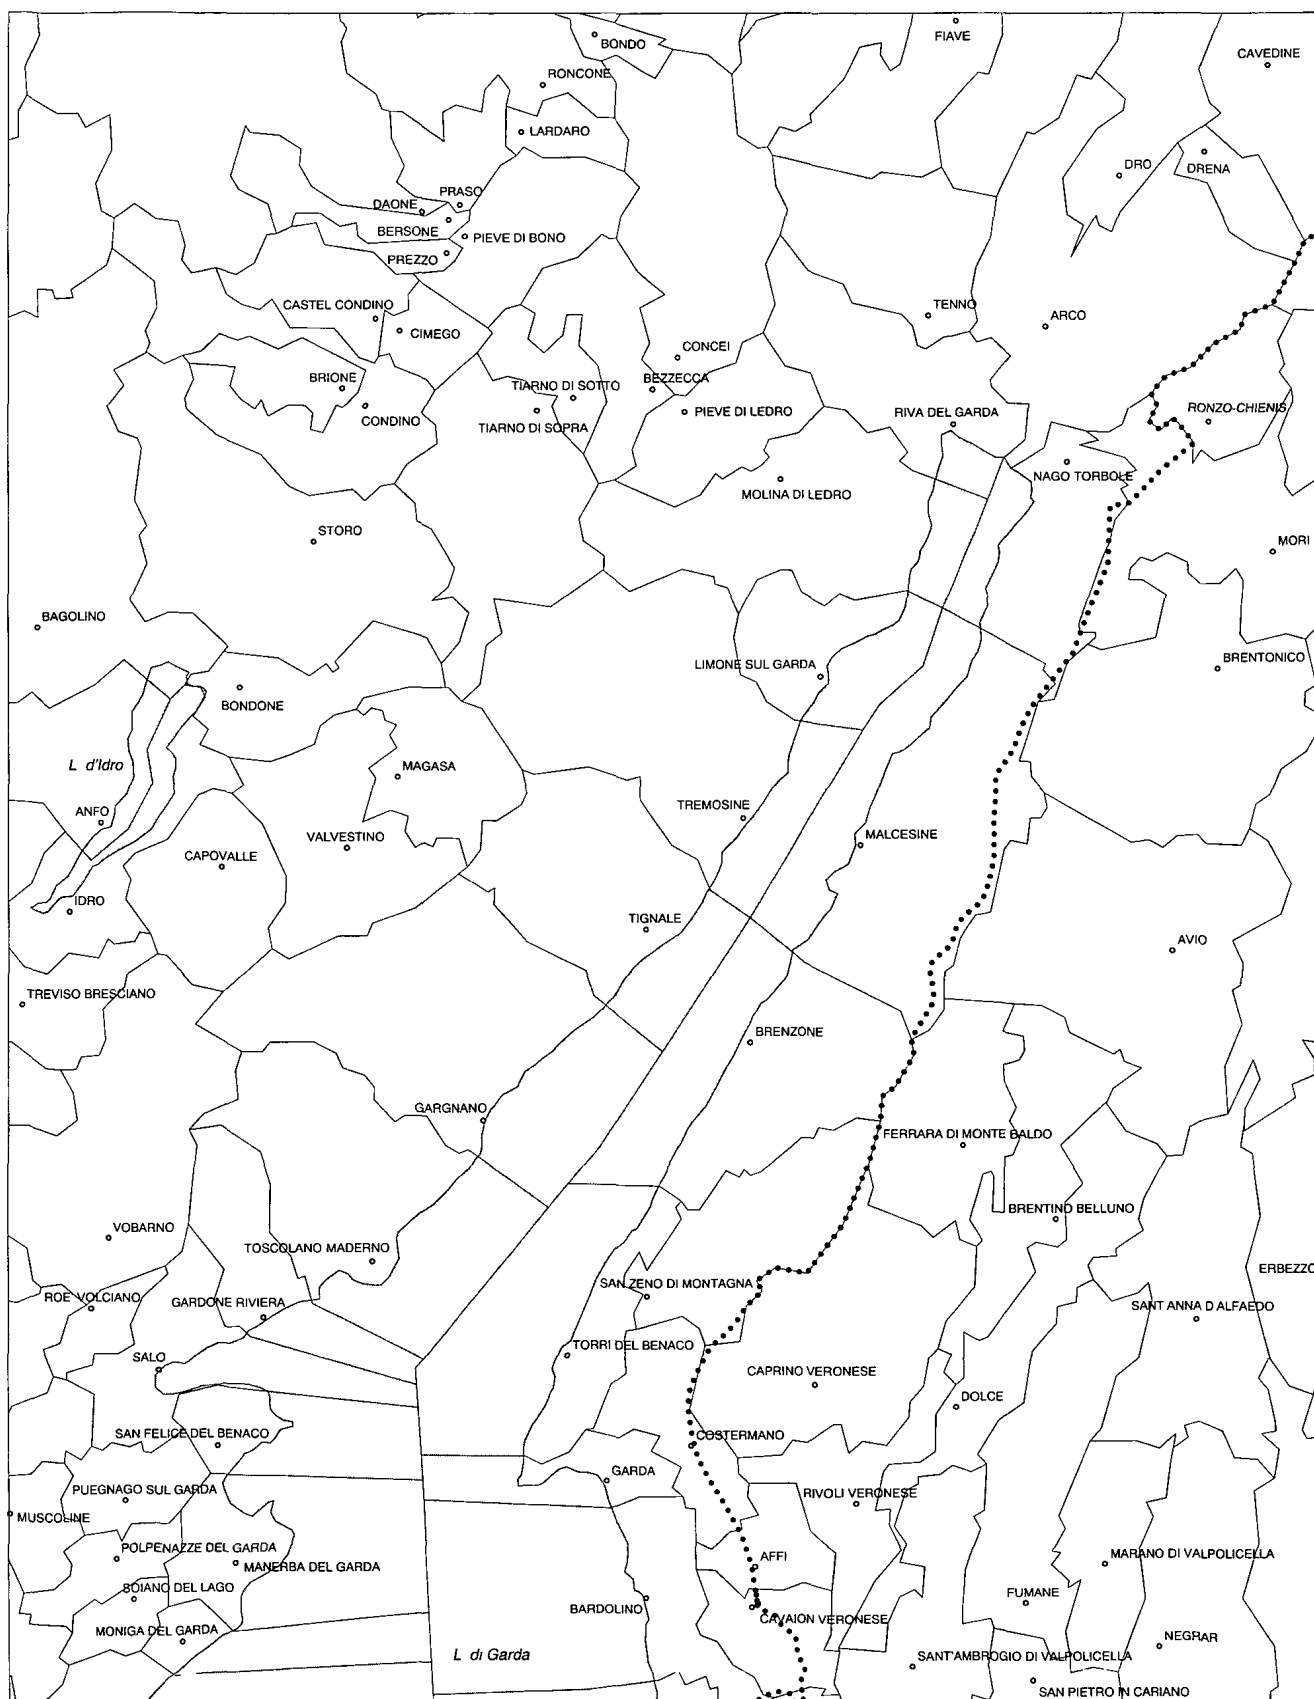 FIAVE
BONDO
CAVEDINE
RONCONE
LARDARO
DRO
DRENA
PRASO
DAONE
BERSONE
PIEVE DI BONO
PREZZO
CASTEL CONDINO
TENNO
ARCO
CIMEGO
CONCEI
BRIONE
TIARNO DI SOTTO
BEZZECCA
CONDINO
TIARNO DI SOPRA
PIEVE DI LEDRO
RIVA DEL GARDA
RONZO-CHIENIS
NAGO TORBOLE
MOLINA DI LEDRO
STORO
MORI
BAGOLINO
LIMONE SUL GARDA
BRENTONICO
BONDONE
L d'Idro
MAGASA
ANFO
TREMOSINE
MALCESINE
VALVESTINO
CAPOVALLE
IDRO
TIGNALE
AVIO
TREVISO BRESCIANO
BRENZONE
GARGNANO
FERRARA DI MONTE BALDO
BRENTINO BELLUNO
VOBARNO
TOSCOLANO MADERNO
ERBEZZO
SAN ZENO DI MONTAGNA
ROE VOLCIANO
GARDONE RIVIERA
SANT ANNA D ALFAEDO
SALO
TORRI DEL BENACO
CAPRINO VERONESE
DOLCE
SAN FELICE DEL BENACO
COSTERMANO
GARDA
PUEGNAGO SUL GARDA
RIVOLI VERONESE
MUSCOLINE
POLPENAZZE DEL GARDA
MANERBA DEL GARDA
AFFI
MARANO DI VALPOLICELLA
SOIANO DEL LAGO
FUMANE
BARDOLINO
CAVAION VERONESE
MONIGA DEL GARDA
NEGRAR
L di Garda
SANT'AMBROGIO DI VALPOLICELLA
SAN PIETRO IN CARIANO